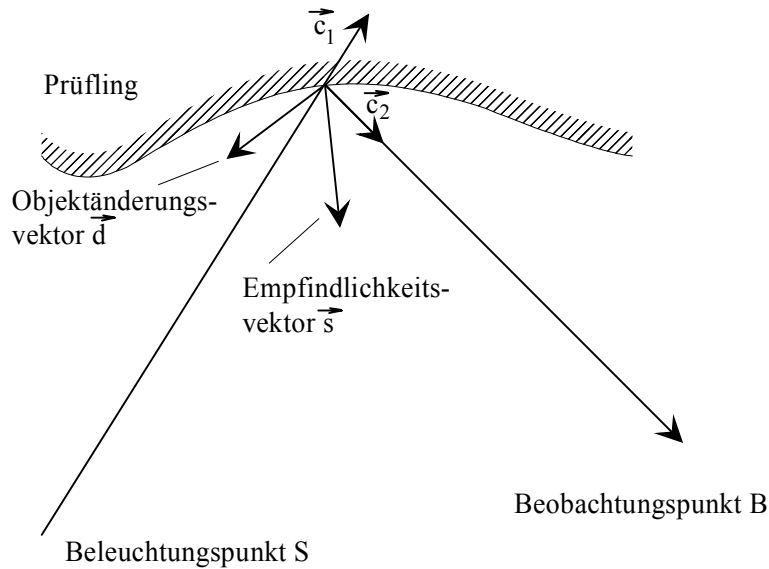 c₁
Prüfling
c₂
Objektänderungs-
vektor d
Empfindlichkeits-
vektor s
Beobachtungspunkt B
Beleuchtungspunkt S